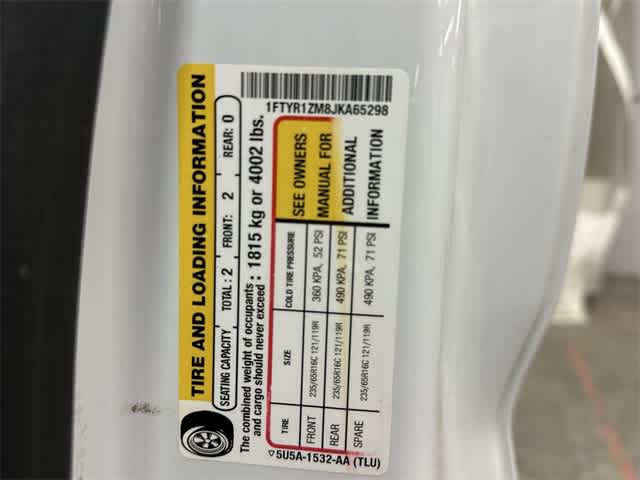 TIRE AND LOADING INFORMATION
SEATING CAPACITY TOTAL: 2 FRONT: 2 REAR: 0
The combined weight of occupants
and cargo should never exceed : 1815 kg or 4002 lbs.
TIRE SIZE COLD TIRE PRESSURE SEE OWNERS
FRONT 235/65R16C 121/119R 360 KPA, 52 PSI MANUAL FOR
REAR 235/65R16C 121/119R 490 KPA, 71 PSI ADDITIONAL
SPARE 235/65R16C 121/119R 490 KPA, 71 PSI INFORMATION
1FTYR1ZM8JKA65298
5U5A-1532-AA (TLU)